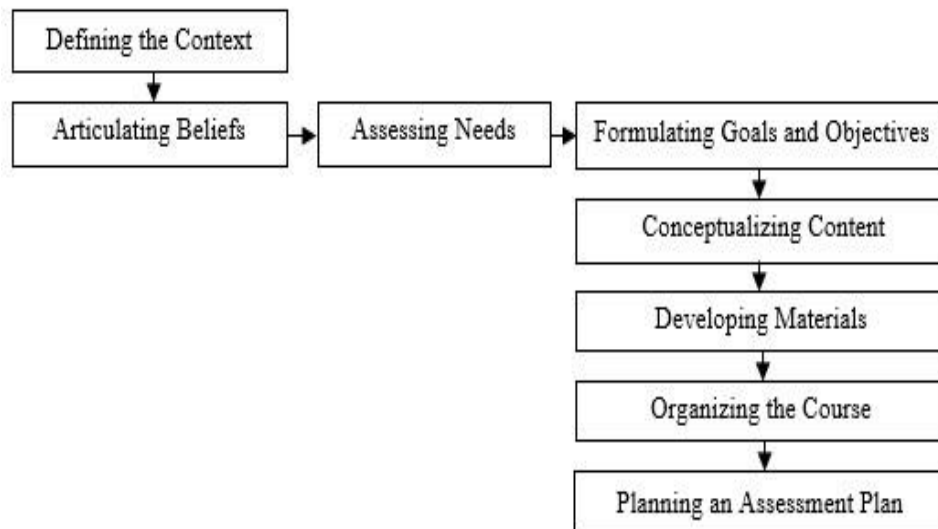 Defining the Context
Articulating Beliefs
Assessing Needs
Formulating Goals and Objectives
Conceptualizing Content
Developing Materials
Organizing the Course
Planning an Assessment Plan